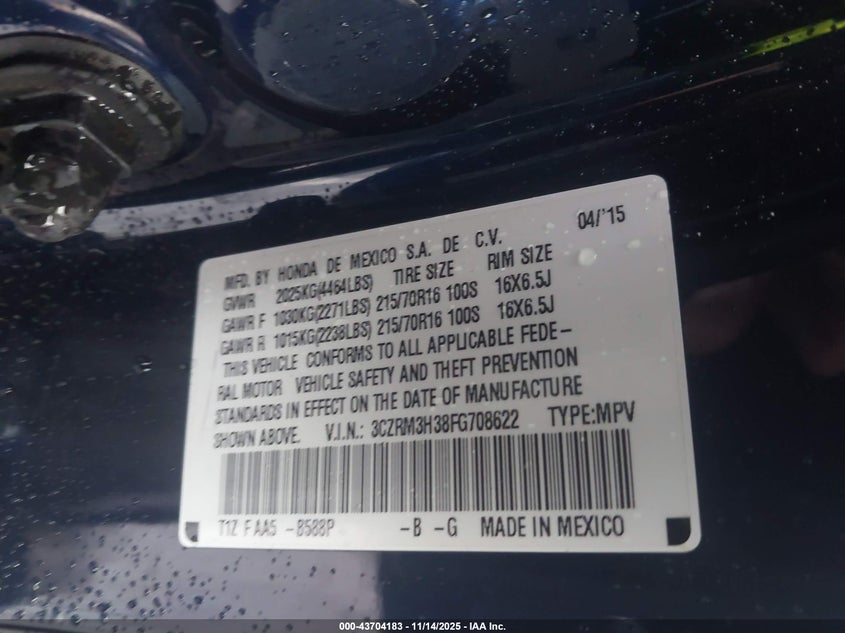 04/'15
MFD. BY HONDA DE MEXICO S.A. DE C.V.
GVWR 2025KG(4464LBS) TIRE SIZE RIM SIZE
GAWR F 1030KG(2271LBS) 215/70R16 100S 16X6.5J
GAWR R 1015KG(2238LBS) 215/70R16 100S 16X6.5J
THIS VEHICLE CONFORMS TO ALL APPLICABLE FEDE-
RAL MOTOR VEHICLE SAFETY AND THEFT PREVENTION
STANDARDS IN EFFECT ON THE DATE OF MANUFACTURE
SHOWN ABOVE. V.I.N.: 3CZRM3H38FG708622 TYPE:MPV
T1Z F AA5 -B588P -B -G MADE IN MEXICO
000-43704183 - 11/14/2025 - IAA Inc.